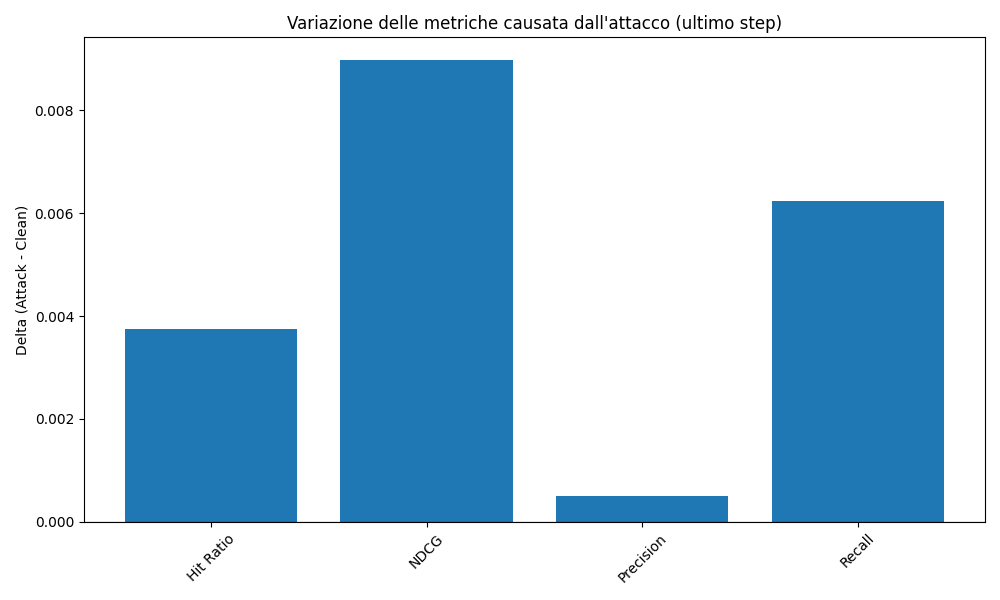 Variazione delle metriche causata dall'attacco (ultimo step)
Delta (Attack - Clean)
0.008
0.006
0.004
0.002
0.000
Hit Ratio
NDCG
Precision
Recall